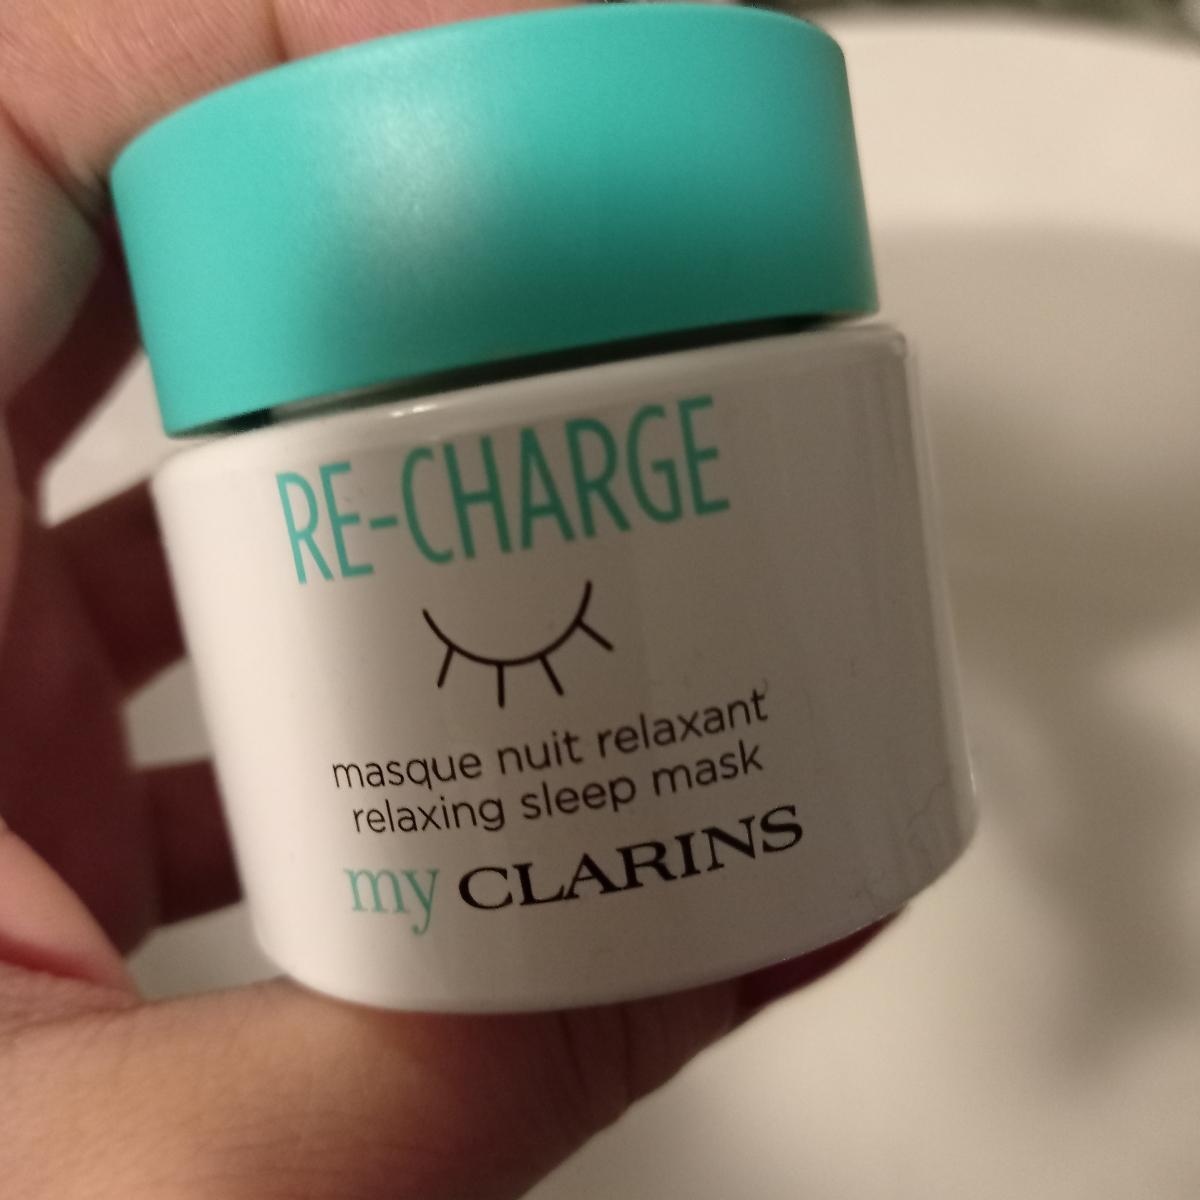 RE-CHARGE
masque nuit relaxant
relaxing sleep mask
my CLARINS